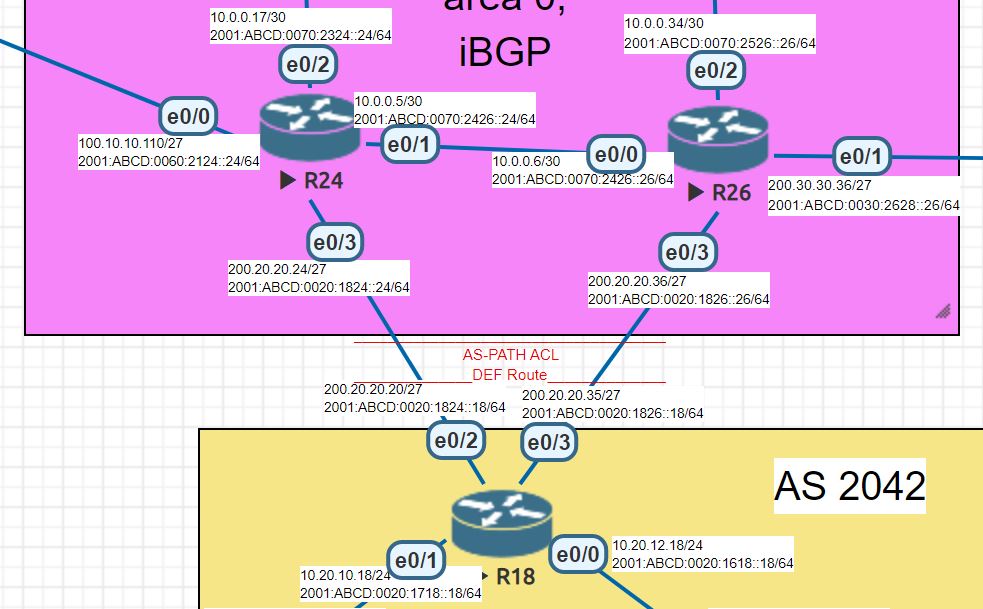 area 0,
iBGP
10.0.0.17/30
2001:ABCD:0070:2324::24/64
e0/2
10.0.0.34/30
2001:ABCD:0070:2526::26/64
e0/2
e0/0
100.10.10.110/27
2001:ABCD:0060:2124::24/64
10.0.0.5/30
2001:ABCD:0070:2426::24/64
e0/1
R24
10.0.0.6/30
2001:ABCD:0070:2426::26/64
e0/0
e0/1
R26
200.30.30.36/27
2001:ABCD:0030:2628::26/64
e0/3
200.20.20.24/27
2001:ABCD:0020:1824::24/64
e0/3
200.20.20.36/27
2001:ABCD:0020:1826::26/64
AS-PATH ACL
DEF Route
200.20.20.20/27
2001:ABCD:0020:1824::18/64
200.20.20.35/27
2001:ABCD:0020:1826::18/64
e0/2
e0/3
AS 2042
R18
e0/1
10.20.10.18/24
2001:ABCD:0020:1718::18/64
e0/0
10.20.12.18/24
2001:ABCD:0020:1618::18/64